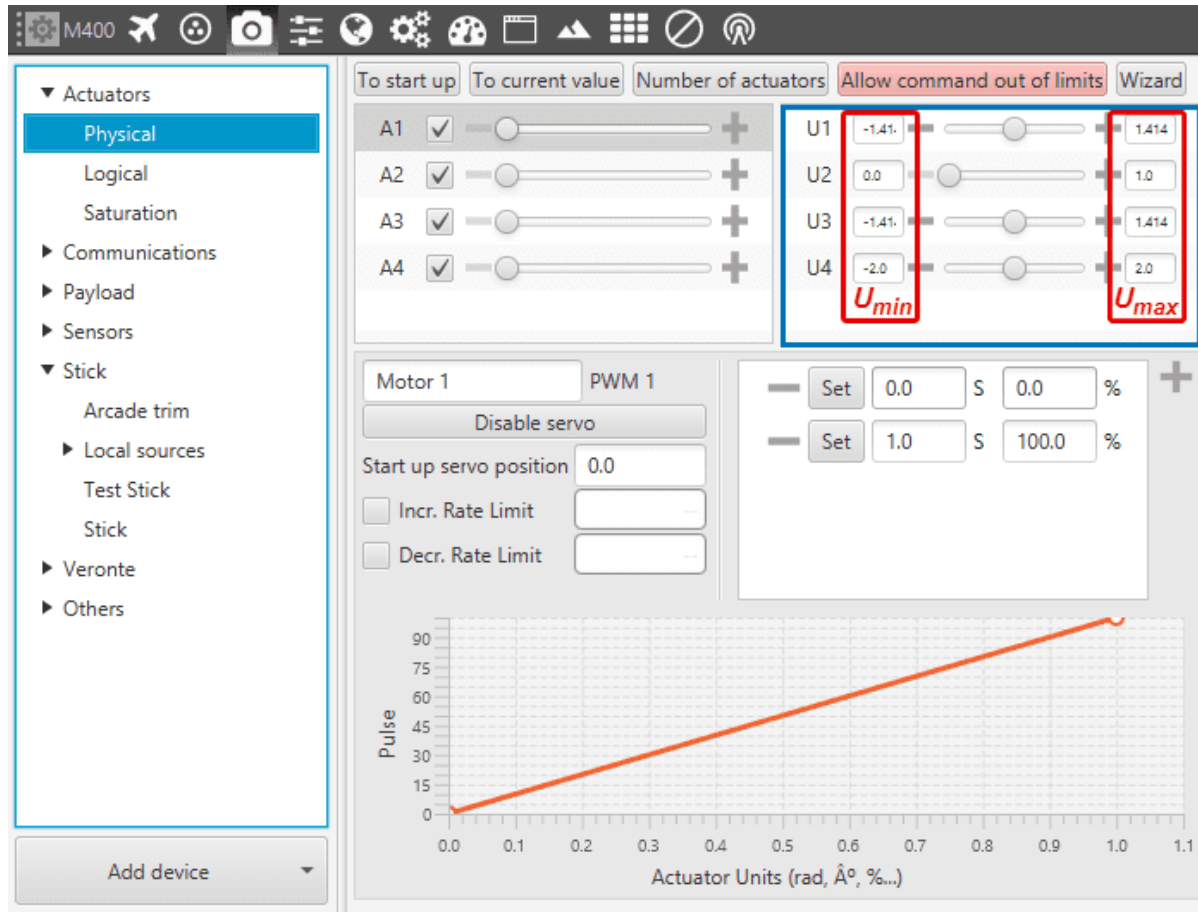 M400
Actuators
Physical
Logical
Saturation
Communications
Payload
Sensors
Stick
Arcade trim
Local sources
Test Stick
Stick
Veronte
Others
Add device
To start up To current value Number of actuators Allow command out of limits Wizard
A1
A2
A3
A4
U1 -1.41 1.414
U2 0.0 1.0
U3 -1.41 1.414
U4 -2.0 2.0
Umin Umax
Motor 1 PWM 1
Disable servo
Start up servo position 0.0
Incr. Rate Limit --
Decr. Rate Limit --
Set 0.0 S 0.0 %
Set 1.0 S 100.0 %
Pulse
90
75
60
45
30
15
0
0.0 0.1 0.2 0.3 0.4 0.5 0.6 0.7 0.8 0.9 1.0 1.1
Actuator Units (rad, Âº, %...)